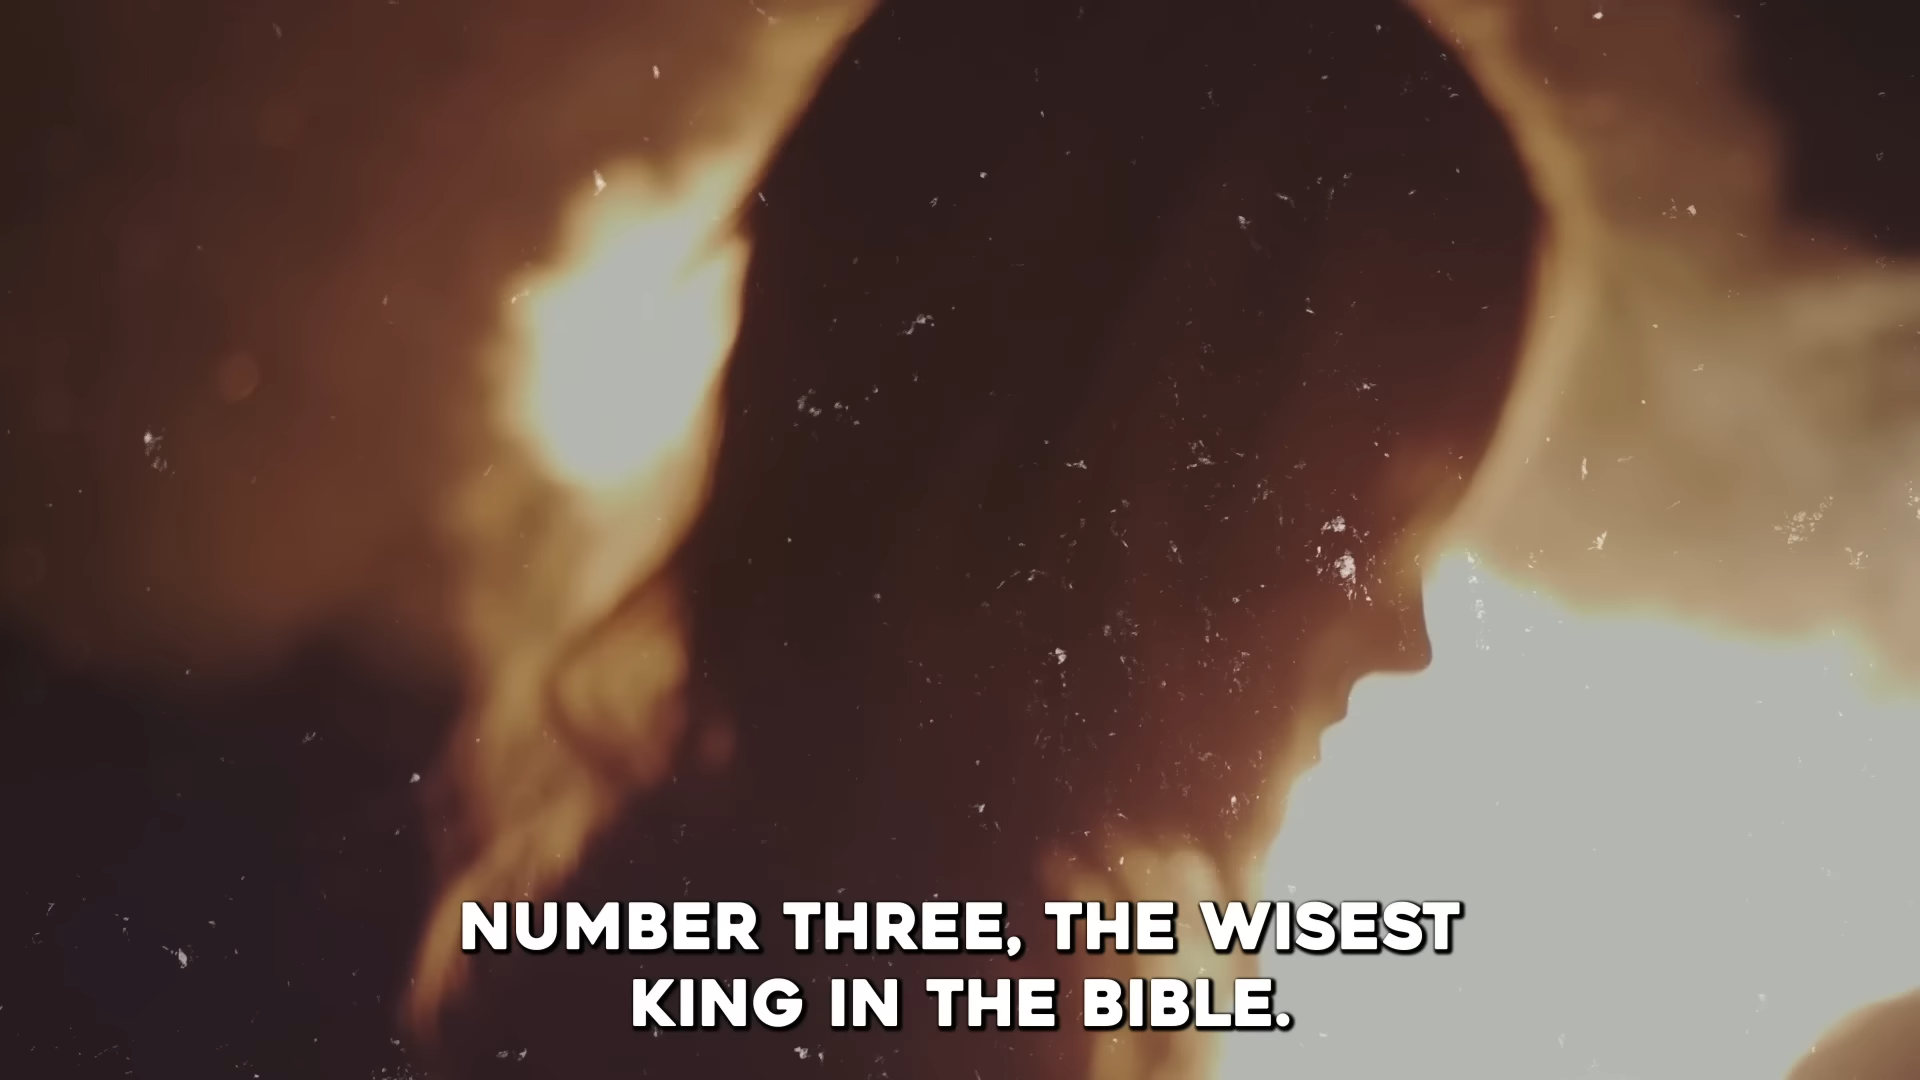 NUMBER THREE, THE WISEST
KING IN THE BIBLE.